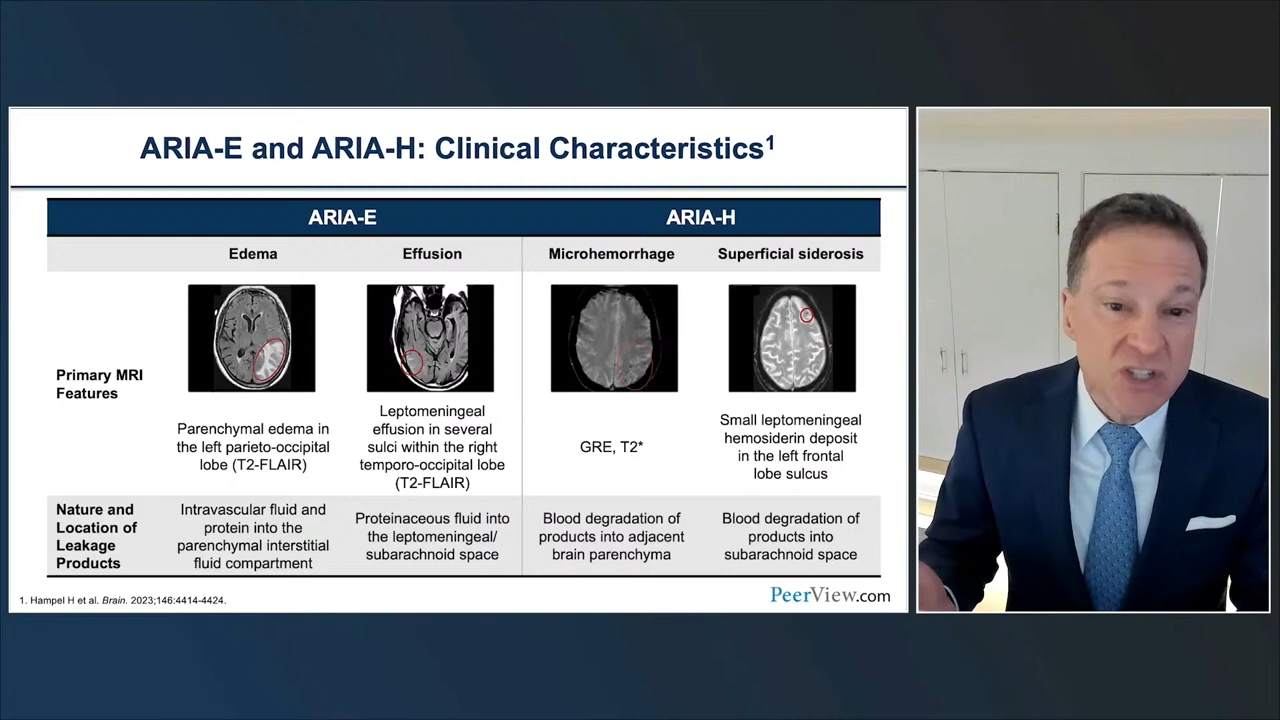 ARIA-E and ARIA-H: Clinical Characteristics1
ARIA-E
ARIA-H
Edema
Effusion
Microhemorrhage
Superficial siderosis
Primary MRI
Features
Parenchymal edema in
the left parieto-occipital
lobe (T2-FLAIR)
Leptomeningeal
effusion in several
sulci within the right
temporo-occipital lobe
(T2-FLAIR)
GRE, T2*
Small leptomeningeal
hemosiderin deposit
in the left frontal
lobe sulcus
Nature and
Location of
Leakage
Products
Intravascular fluid and
protein into the
parenchymal interstitial
fluid compartment
Proteinaceous fluid into
the leptomeningeal/
subarachnoid space
Blood degradation of
products into adjacent
brain parenchyma
Blood degradation of
products into
subarachnoid space
1. Hampel H et al. Brain. 2023;146:4414-4424.
PeerView.com